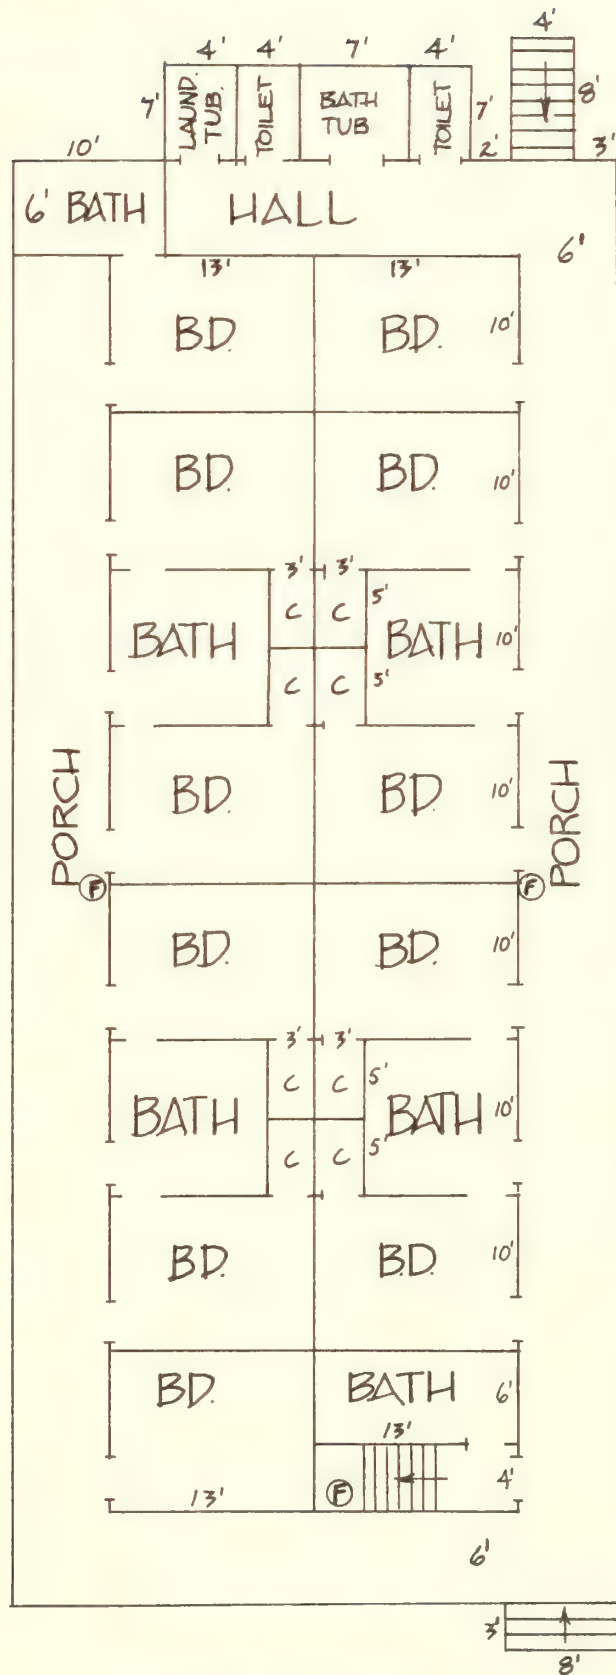 4' 4' 7' 4' 4'
7' LAUND. TUB. TOILET BATH TUB TOILET 7' 8'
10' 2' 3'
6' BATH HALL
6'
13' 13'
BD. BD. 10'
BD. BD. 10'
3' 3'
C C 5'
BATH BATH 10'
C C 5'
BD. BD. 10'
PORCH PORCH
F F
BD. BD. 10'
3' 3'
C C 5'
BATH BATH 10'
C C 5'
BD. B.D. 10'
BD. BATH 6'
13'
13' F 4'
6'
3'
8'